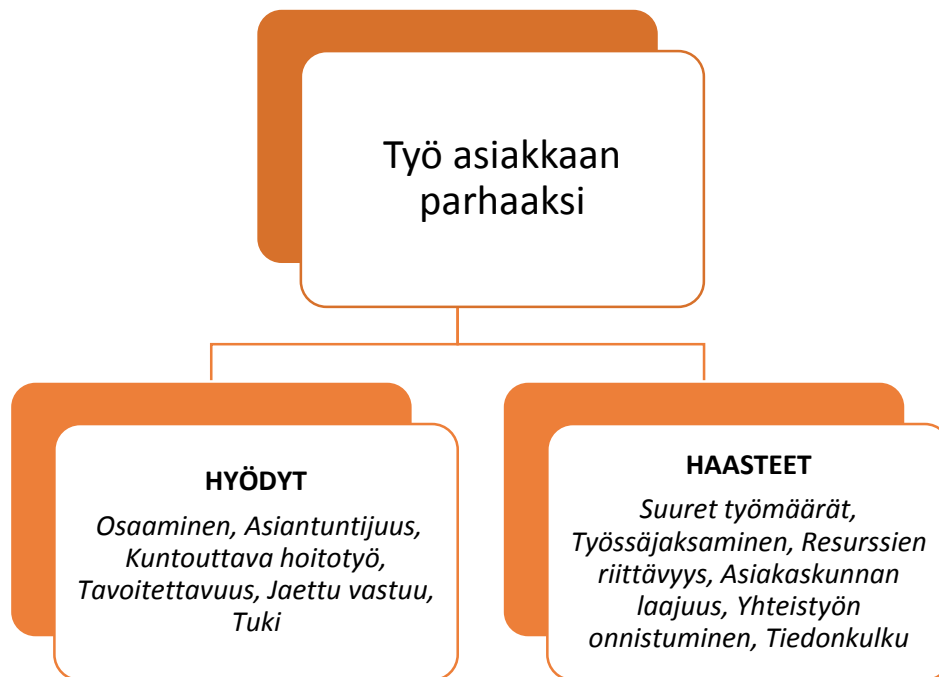 Työ asiakkaan
parhaaksi
HYÖDYT
Osaaminen, Asiantuntijuus,
Kuntouttava hoitotyö,
Tavoitettavuus, Jaettu vastuu,
Tuki
HAASTEET
Suuret työmäärät,
Työssäjaksaminen, Resurssien
riittävyys, Asiakaskunnan
laajuus, Yhteistyön
onnistuminen, Tiedonkulku